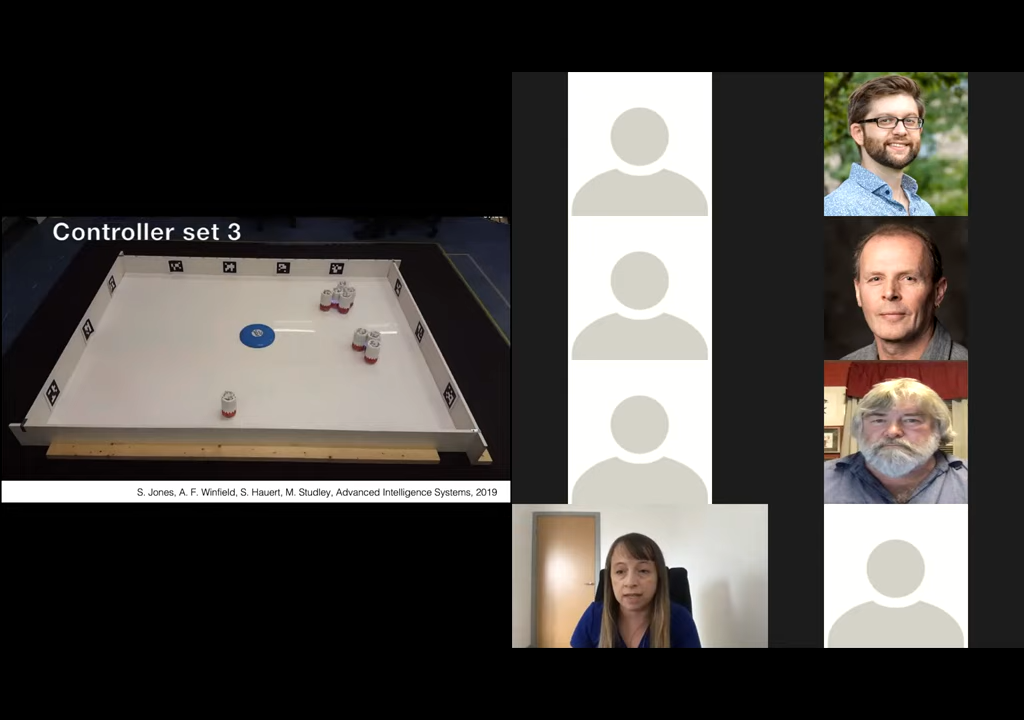 Controller set 3
S. Jones, A. F. Winfield, S. Hauert, M. Studley, Advanced Intelligence Systems, 2019